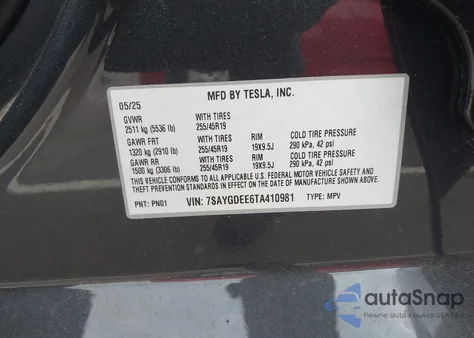 MFD BY TESLA, INC.
05/25
GVWR WITH TIRES
2511 kg (5536 lb) 255/45R19
GAWR FRT WITH TIRES RIM COLD TIRE PRESSURE
1320 kg (2910 lb) 255/45R19 19X9.5J 290 kPa, 42 psi
GAWR RR WITH TIRES RIM COLD TIRE PRESSURE
1500 kg (3306 lb) 255/45R19 19X9.5J 290 kPa, 42 psi
THIS VEHICLE CONFORMS TO ALL APPLICABLE U.S. FEDERAL MOTOR VEHICLE SAFETY AND
THEFT PREVENTION STANDARDS IN EFFECT ON THE DATE OF MANUFACTURE SHOWN ABOVE.
PNT: PN01 VIN: 7SAYGDEE6TA410981 TYPE: MPV
autoSnap
Pewne auta z USA